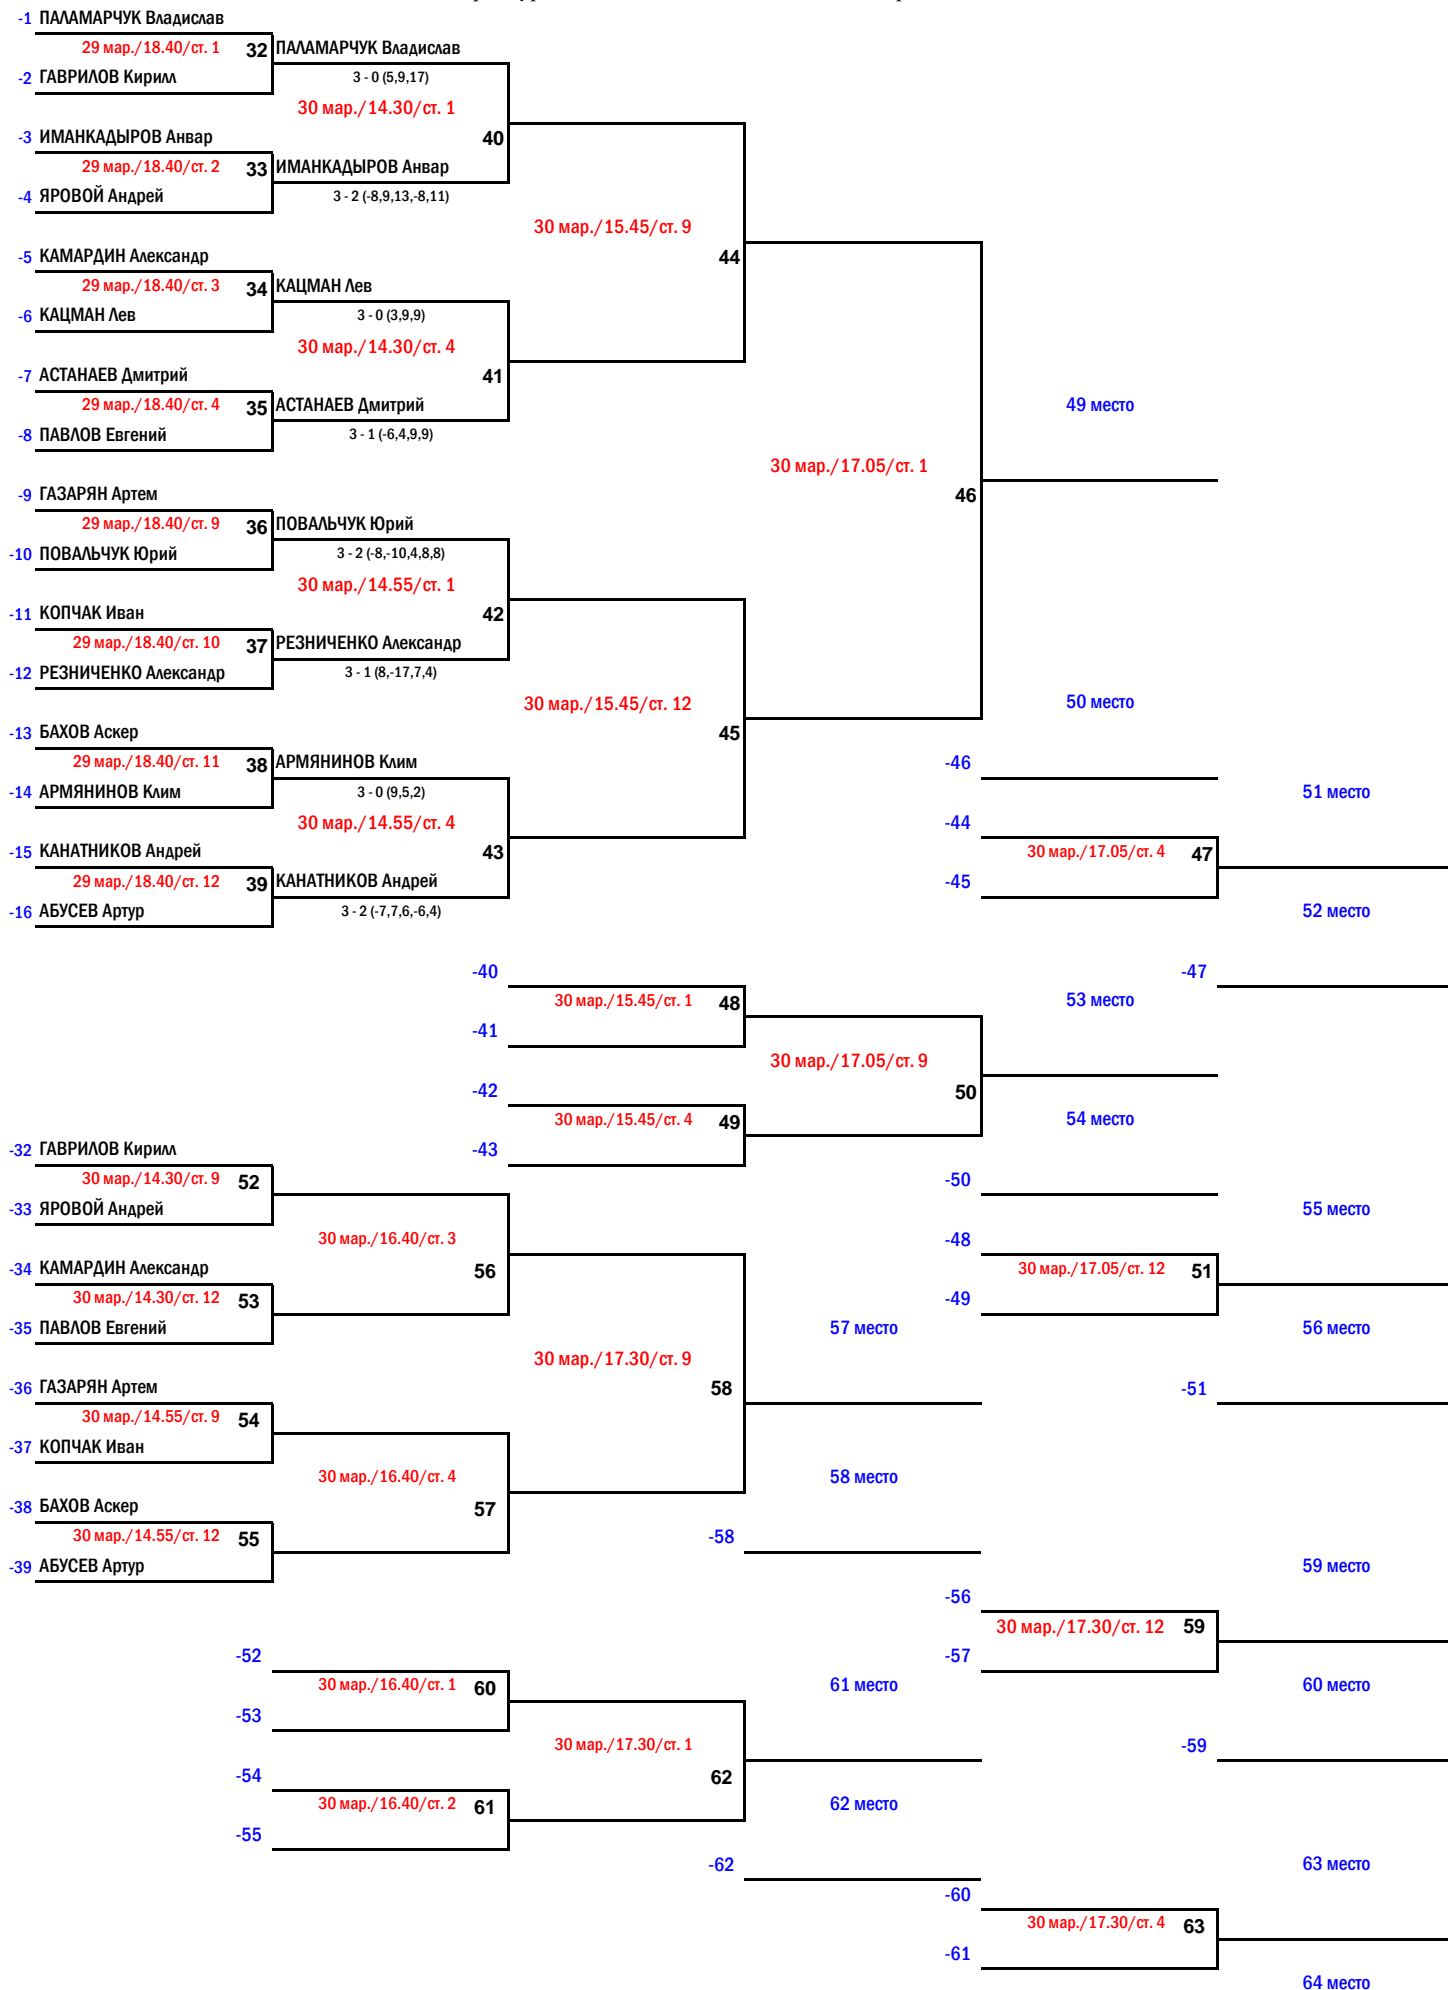 -1 ПАЛАМАРЧУК Владислав
29 мар./18.40/ст. 1 32 ПАЛАМАРЧУК Владислав
-2 ГАВРИЛОВ Кирилл 3 - 0 (5,9,17)
30 мар./14.30/ст. 1
-3 ИМАНКАДЫРОВ Анвар 40
29 мар./18.40/ст. 2 33 ИМАНКАДЫРОВ Анвар
-4 ЯРОВОЙ Андрей 3 - 2 (-8,9,13,-8,11)
30 мар./15.45/ст. 9
-5 КАМАРДИН Александр 44
29 мар./18.40/ст. 3 34 КАЦМАН Лев
-6 КАЦМАН Лев 3 - 0 (3,9,9)
30 мар./14.30/ст. 4
-7 АСТАНАЕВ Дмитрий 41
29 мар./18.40/ст. 4 35 АСТАНАЕВ Дмитрий 49 место
-8 ПАВЛОВ Евгений 3 - 1 (-6,4,9,9)
30 мар./17.05/ст. 1
-9 ГАЗАРЯН Артем 46
29 мар./18.40/ст. 9 36 ПОВАЛЬЧУК Юрий
-10 ПОВАЛЬЧУК Юрий 3 - 2 (-8,-10,4,8,8)
30 мар./14.55/ст. 1
-11 КОПЧАК Иван 42
29 мар./18.40/ст. 10 37 РЕЗНИЧЕНКО Александр
-12 РЕЗНИЧЕНКО Александр 3 - 1 (8,-17,7,4)
30 мар./15.45/ст. 12 50 место
-13 БАХОВ Аскер 45
29 мар./18.40/ст. 11 38 АРМЯНИНОВ Клим -46
-14 АРМЯНИНОВ Клим 3 - 0 (9,5,2) 51 место
30 мар./14.55/ст. 4 -44
-15 КАНАТНИКОВ Андрей 43 30 мар./17.05/ст. 4 47
29 мар./18.40/ст. 12 39 КАНАТНИКОВ Андрей -45
-16 АБУСЕВ Артур 3 - 2 (-7,7,6,-6,4) 52 место
-40 -47
30 мар./15.45/ст. 1 48 53 место
-41
30 мар./17.05/ст. 9
-42 50
30 мар./15.45/ст. 4 49 54 место
-32 ГАВРИЛОВ Кирилл -43
30 мар./14.30/ст. 9 52 -50
-33 ЯРОВОЙ Андрей 55 место
30 мар./16.40/ст. 3 -48
-34 КАМАРДИН Александр 56 30 мар./17.05/ст. 12 51
30 мар./14.30/ст. 12 53 -49
-35 ПАВЛОВ Евгений 57 место 56 место
30 мар./17.30/ст. 9
-36 ГАЗАРЯН Артем 58 -51
30 мар./14.55/ст. 9 54
-37 КОПЧАК Иван
30 мар./16.40/ст. 4 58 место
-38 БАХОВ Аскер 57
30 мар./14.55/ст. 12 55 -58
-39 АБУСЕВ Артур 59 место
-56
30 мар./17.30/ст. 12 59
-52 -57
30 мар./16.40/ст. 1 60 61 место 60 место
-53
30 мар./17.30/ст. 1 -59
-54 62
30 мар./16.40/ст. 2 61 62 место
-55
-62 63 место
-60
30 мар./17.30/ст. 4 63
-61
64 место